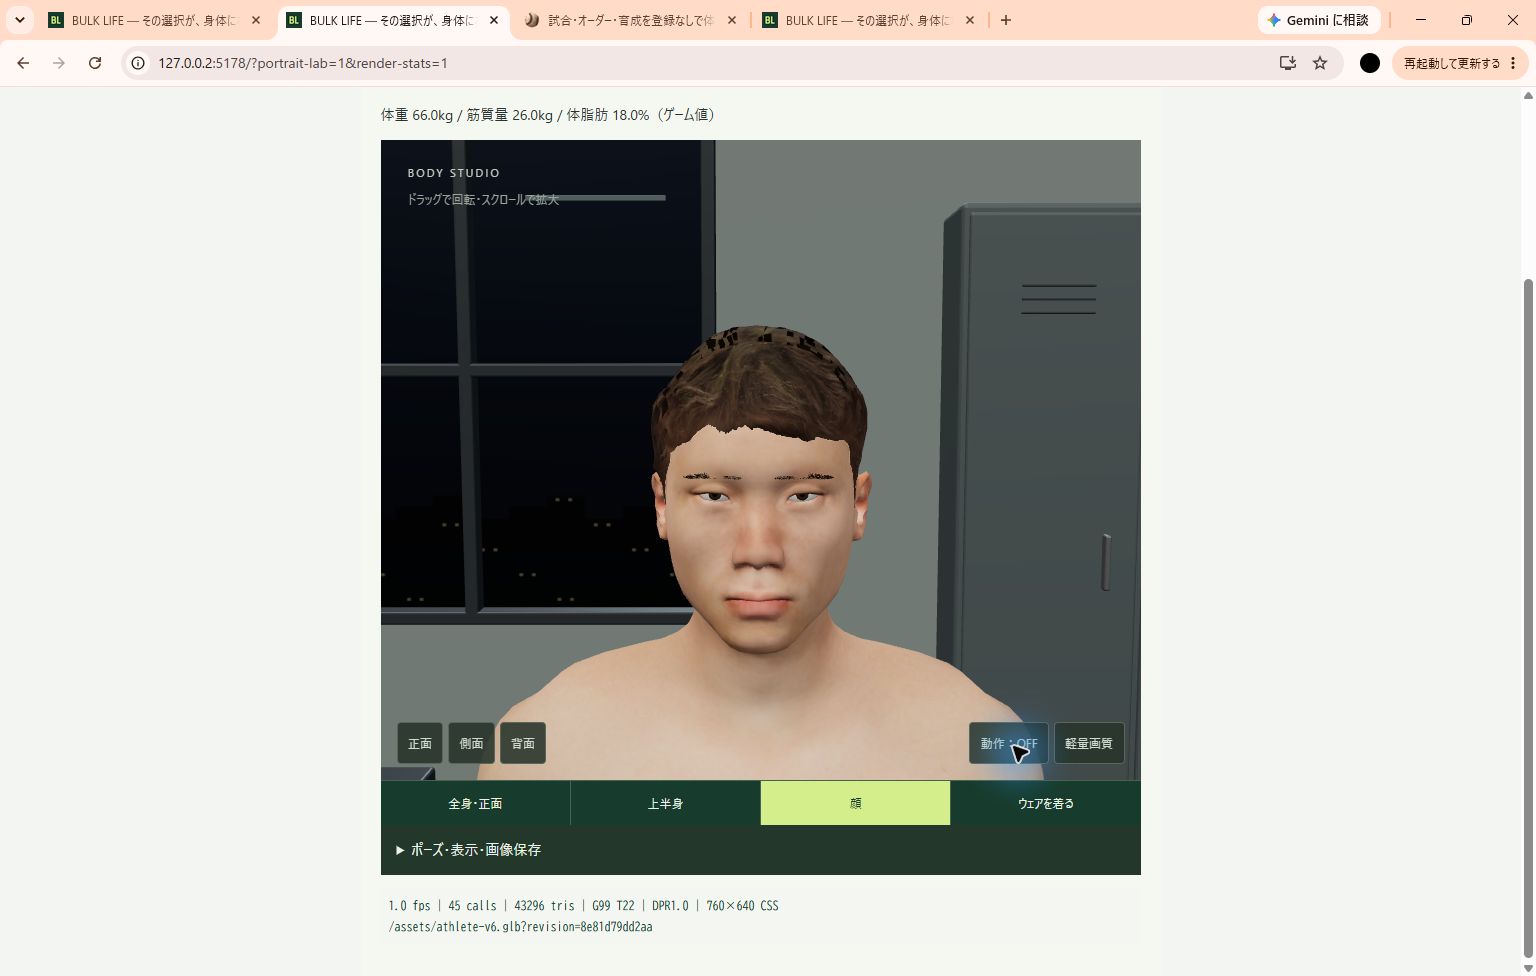 BULK LIFE — その選択が、身体に
BULK LIFE — その選択が、身体に
試合・オーダー・育成を登録なしで体
BULK LIFE — その選択が、身体に
Gemini に相談
127.0.0.2:5178/?portrait-lab=1&render-stats=1
再起動して更新する
体重 66.0kg / 筋質量 26.0kg / 体脂肪 18.0%（ゲーム値）
BODY STUDIO
ドラッグで回転・スクロールで拡大
正面 側面 背面 動作：OFF 軽量画質
全身・正面 上半身 顔 ウェアを着る
▶ ポーズ・表示・画像保存
1.0 fps | 45 calls | 43296 tris | G99 T22 | DPR1.0 | 760×640 CSS
/assets/athlete-v6.glb?revision=8e81d79dd2aa